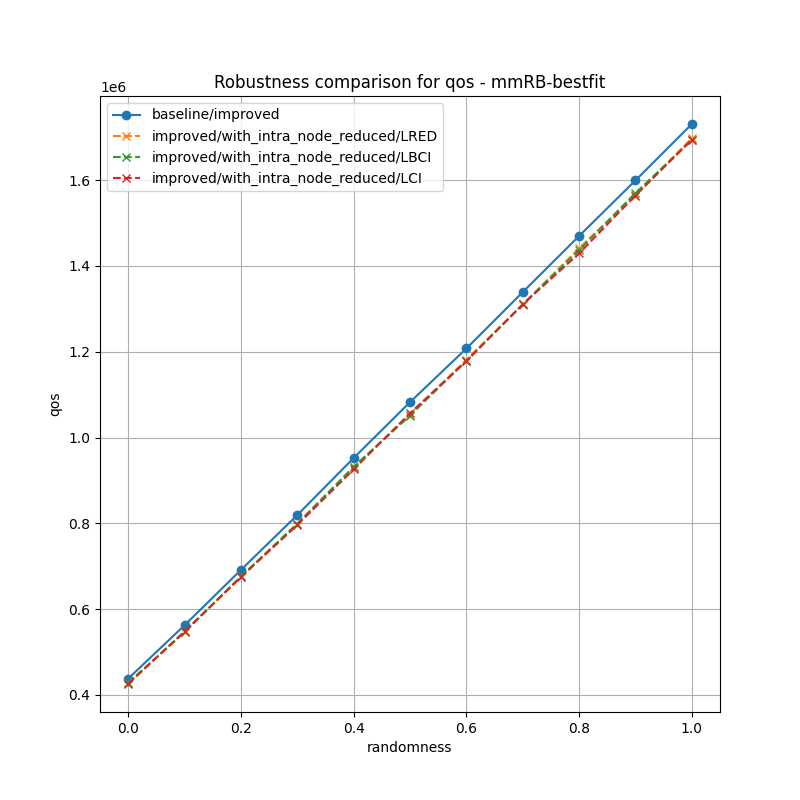 Robustness comparison for qos - mmRB-bestfit
1e6
baseline/improved
improved/with_intra_node_reduced/LRED
improved/with_intra_node_reduced/LBCI
improved/with_intra_node_reduced/LCI
1.6
1.4
1.2
1.0
0.8
0.6
0.4
qos
0.0 0.2 0.4 0.6 0.8 1.0
randomness